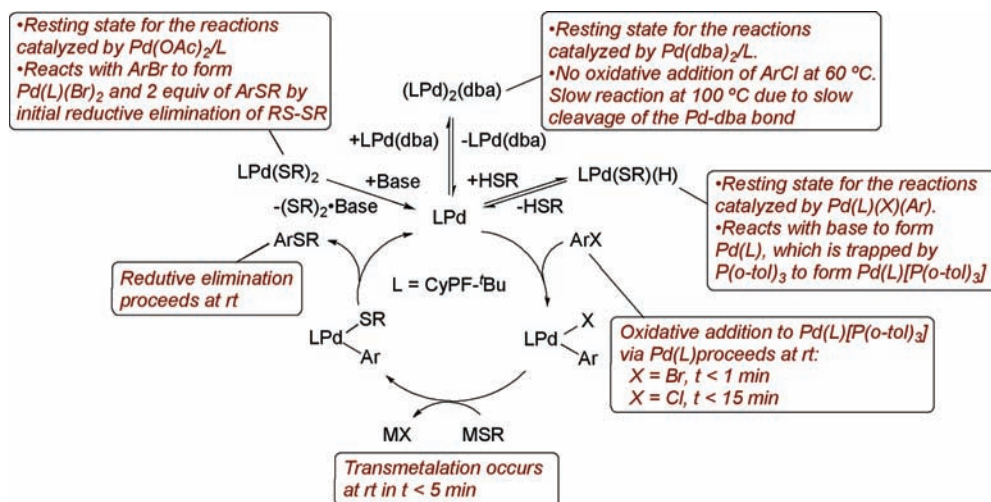 •Resting state for the reactions
catalyzed by Pd(OAc)2/L
•Reacts with ArBr to form
Pd(L)(Br)2 and 2 equiv of ArSR by
initial reductive elimination of RS-SR
•Resting state for the reactions
catalyzed by Pd(dba)2/L.
•No oxidative addition of ArCl at 60 ºC.
Slow reaction at 100 ºC due to slow
cleavage of the Pd-dba bond
(LPd)2(dba)
+LPd(dba)
-LPd(dba)
LPd(SR)2
+Base
-(SR)2•Base
+HSR
-HSR
LPd(SR)(H)
LPd
•Resting state for the reactions
catalyzed by Pd(L)(X)(Ar).
•Reacts with base to form
Pd(L), which is trapped by
P(o-tol)3 to form Pd(L)[P(o-tol)3]
ArSR
ArX
Redutive elimination
proceeds at rt
L = CyPF-tBu
SR
LPd
Ar
X
LPd
Ar
Oxidative addition to Pd(L)[P(o-tol)3]
via Pd(L)proceeds at rt:
X = Br, t < 1 min
X = Cl, t < 15 min
MX
MSR
Transmetalation occurs
at rt in t < 5 min